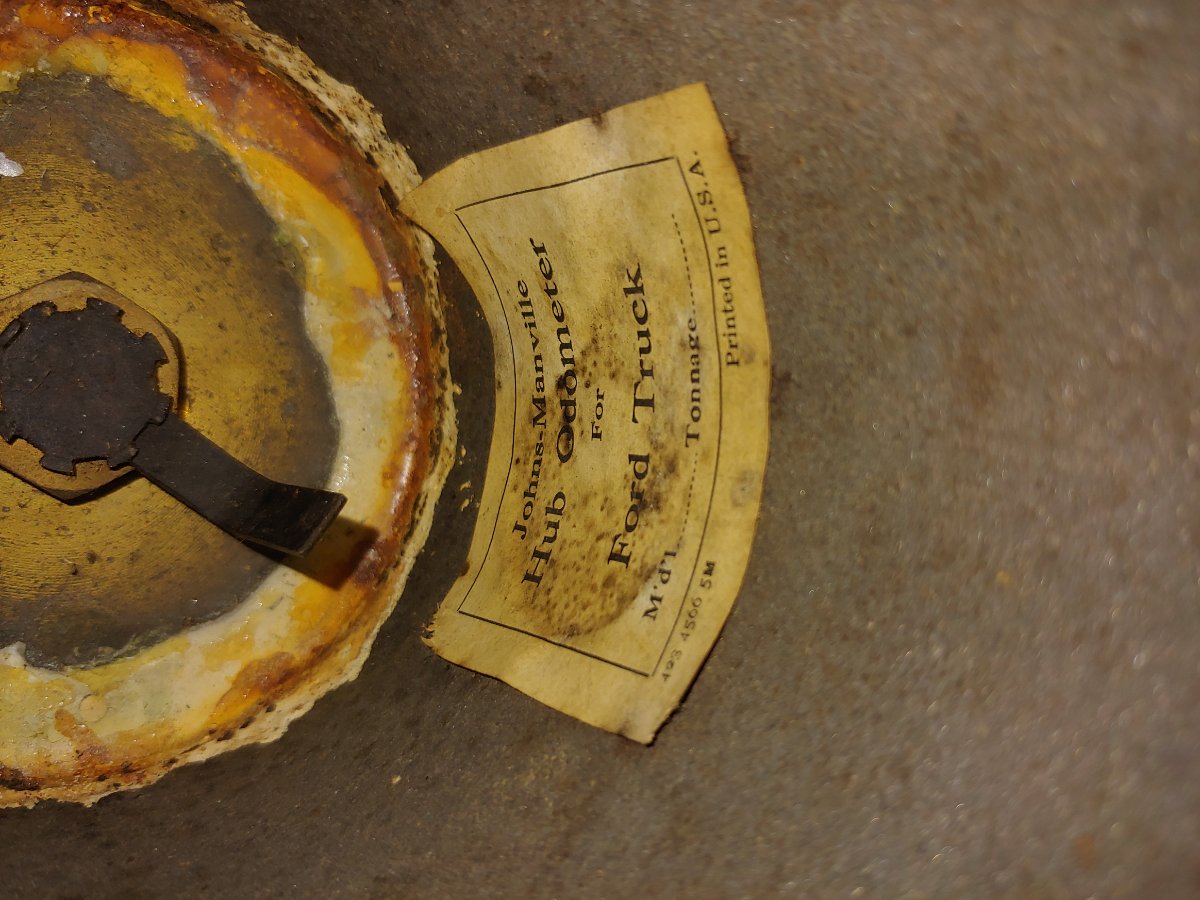 Johns-Manville
Hub Odometer
For
Ford Truck
M'd'l..........Tonnage..............
493 4566 5M Printed in U.S.A.